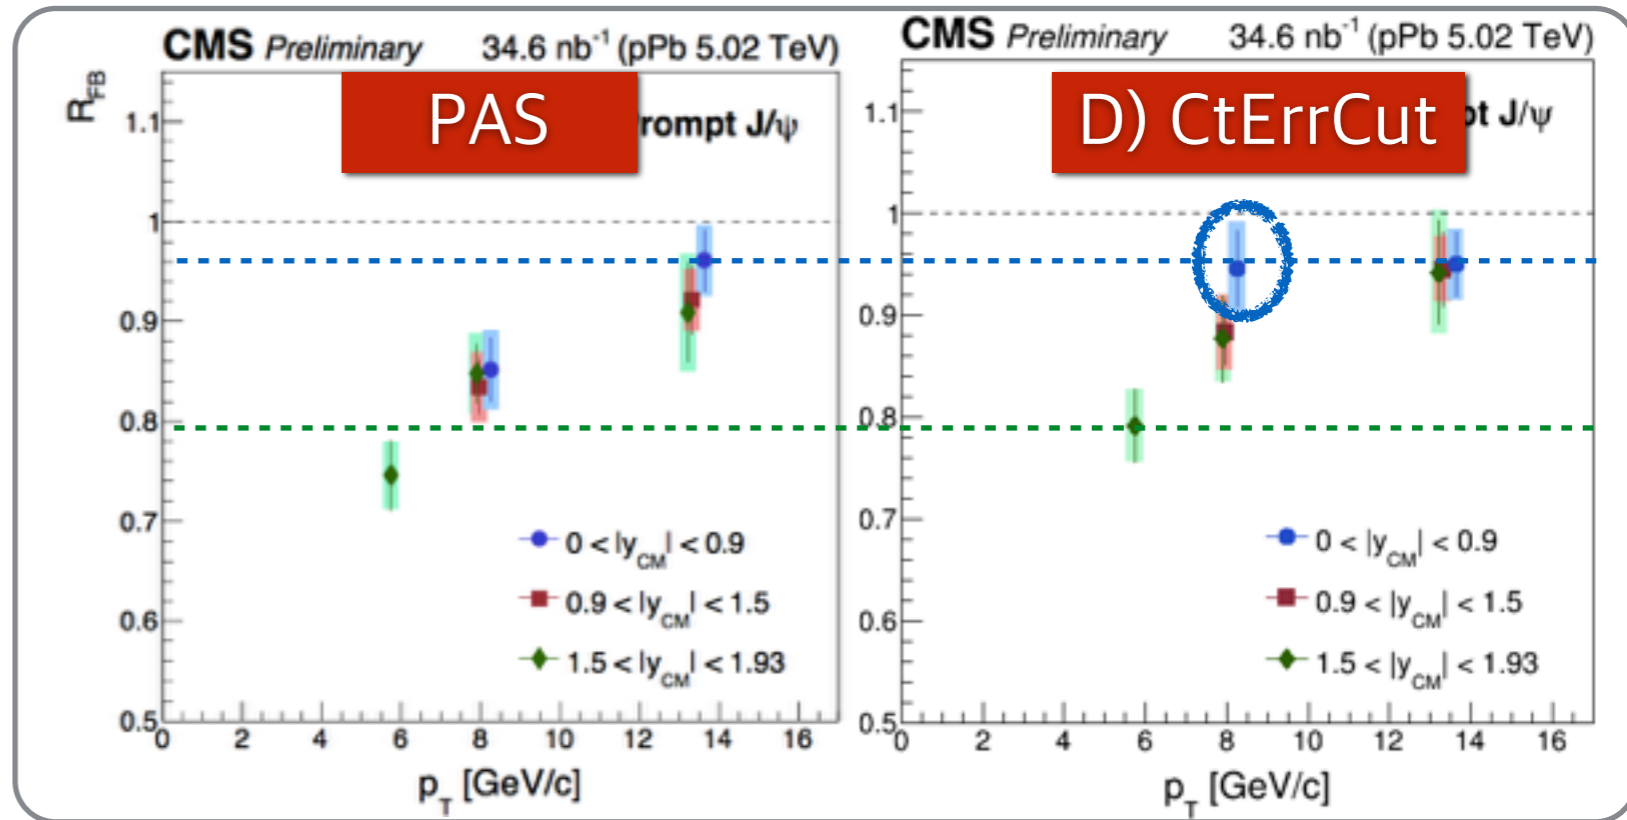 CMS Preliminary 34.6 nb⁻¹ (pPb 5.02 TeV)
PAS
rompt J/ψ
R_FB
1.1
1
0.9
0.8
0.7
0.6
0.5
0 < |y_CM| < 0.9
0.9 < |y_CM| < 1.5
1.5 < |y_CM| < 1.93
0 2 4 6 8 10 12 14 16
p_T [GeV/c]
CMS Preliminary 34.6 nb⁻¹ (pPb 5.02 TeV)
D) CtErrCut
pt J/ψ
1.1
1
0.9
0.8
0.7
0.6
0.5
0 < |y_CM| < 0.9
0.9 < |y_CM| < 1.5
1.5 < |y_CM| < 1.93
0 2 4 6 8 10 12 14 16
p_T [GeV/c]